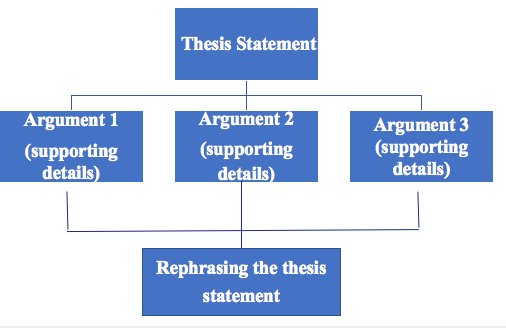 Thesis Statement
Argument 1
(supporting
details)
Argument 2
(supporting
details)
Argument 3
(supporting
details)
Rephrasing the thesis
statement